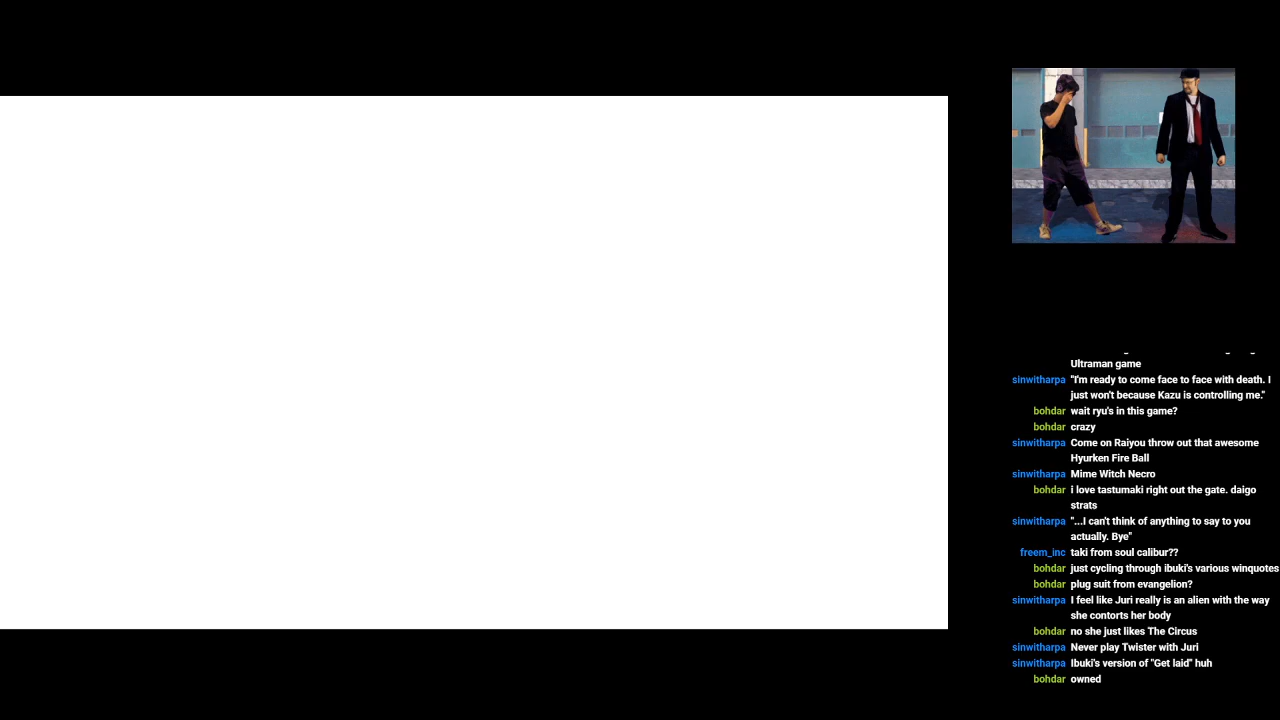 Ultraman game
sinwitharpa "I'm ready to come face to face with death. I
just won't because Kazu is controlling me."
bohdar wait ryu's in this game?
bohdar crazy
sinwitharpa Come on Raiyou throw out that awesome
Hyurken Fire Ball
sinwitharpa Mime Witch Necro
bohdar i love tastumaki right out the gate. daigo
strats
sinwitharpa "...I can't think of anything to say to you
actually. Bye"
freem_inc taki from soul calibur??
bohdar just cycling through ibuki's various winquotes
bohdar plug suit from evangelion?
sinwitharpa I feel like Juri really is an alien with the way
she contorts her body
bohdar no she just likes The Circus
sinwitharpa Never play Twister with Juri
sinwitharpa Ibuki's version of "Get laid" huh
bohdar owned